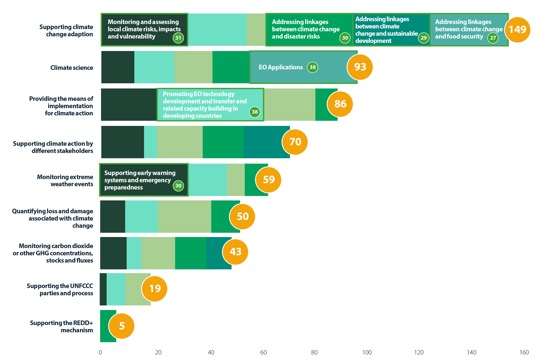 Supporting climate
change adaption
Monitoring and assessing
local climate risks, impacts
and vulnerability
31
Addressing linkages
between climate change
and disaster risks
30
Addressing linkages
between climate
change and sustainable
development
29
Addressing linkages
between climate change
and food security
27
149
Climate science
EO Applications
38
93
Providing the means of
implementation
for climate action
Promoting EO technology
development and transfer and
related capacity building in
developing countries
38
86
Supporting climate action by
different stakeholders
70
Monitoring extreme
weather events
Supporting early warning
systems and emergency
preparedness
30
59
Quantifying loss and damage
associated with climate
change
50
Monitoring carbon dioxide
or other GHG concentrations,
stocks and fluxes
43
Supporting the UNFCCC
parties and process
19
Supporting the REDD+
mechanism
5
0 20 40 60 80 100 120 140 160